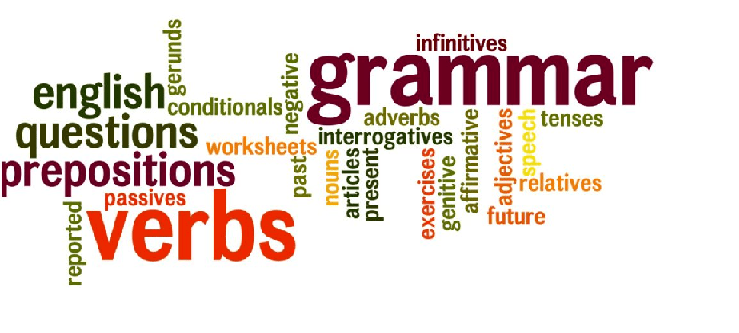 gerunds
infinitives
grammar
english
conditionals
negative
adverbs
tenses
questions
interrogatives
worksheets
past
nouns
articles
present
exercises
genitive
affirmative
adjectives
speech
prepositions
relatives
passives
verbs
future
reported